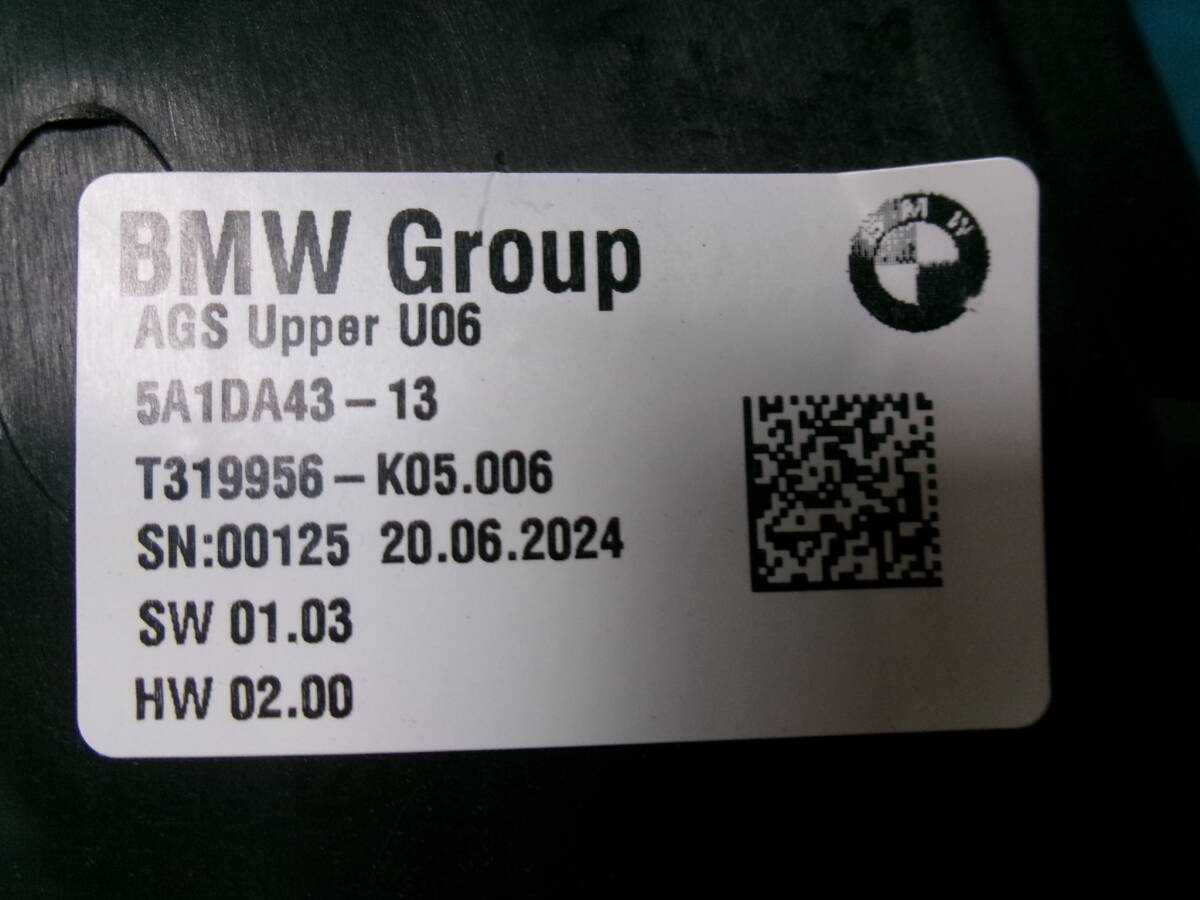 BMW Group
BMW
AGS Upper U06
5A1DA43-13
T319956-K05.006
SN:00125 20.06.2024
SW 01.03
HW 02.00